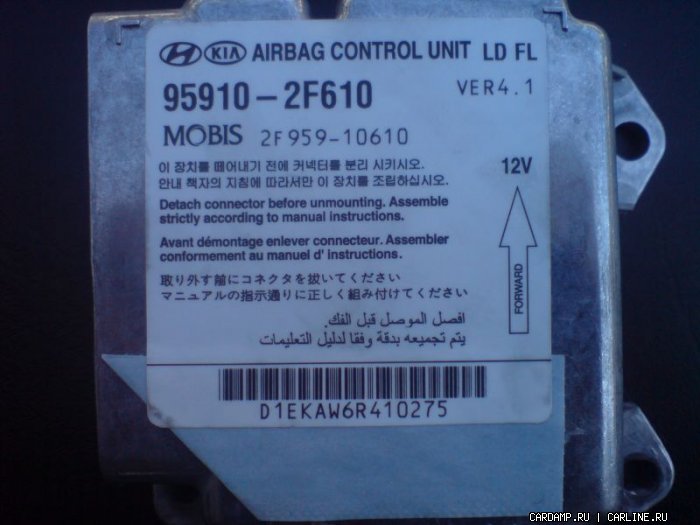 HYUNDAI KIA AIRBAG CONTROL UNIT LD FL
95910-2F610 VER4.1
MOBIS 2F959-10610
이 장치를 떼어내기 전에 커넥터를 분리 시키시오.
안내 책자의 지침에 따라서만 이 장치를 조립하십시오.
12V
Detach connector before unmounting. Assemble
strictly according to manual instructions.
Avant démontage enlever connecteur. Assembler
conformement au manuel d' instructions.
FORWARD
取り外す前にコネクタを抜いてください
マニュアルの指示通りに正しく組み付けてください
افصل الموصل قبل الفك.
يتم تجميعه بدقة وفقا لدليل التعليمات
D1EKAW6R410275
CARDAMP.RU | CARLINE.RU